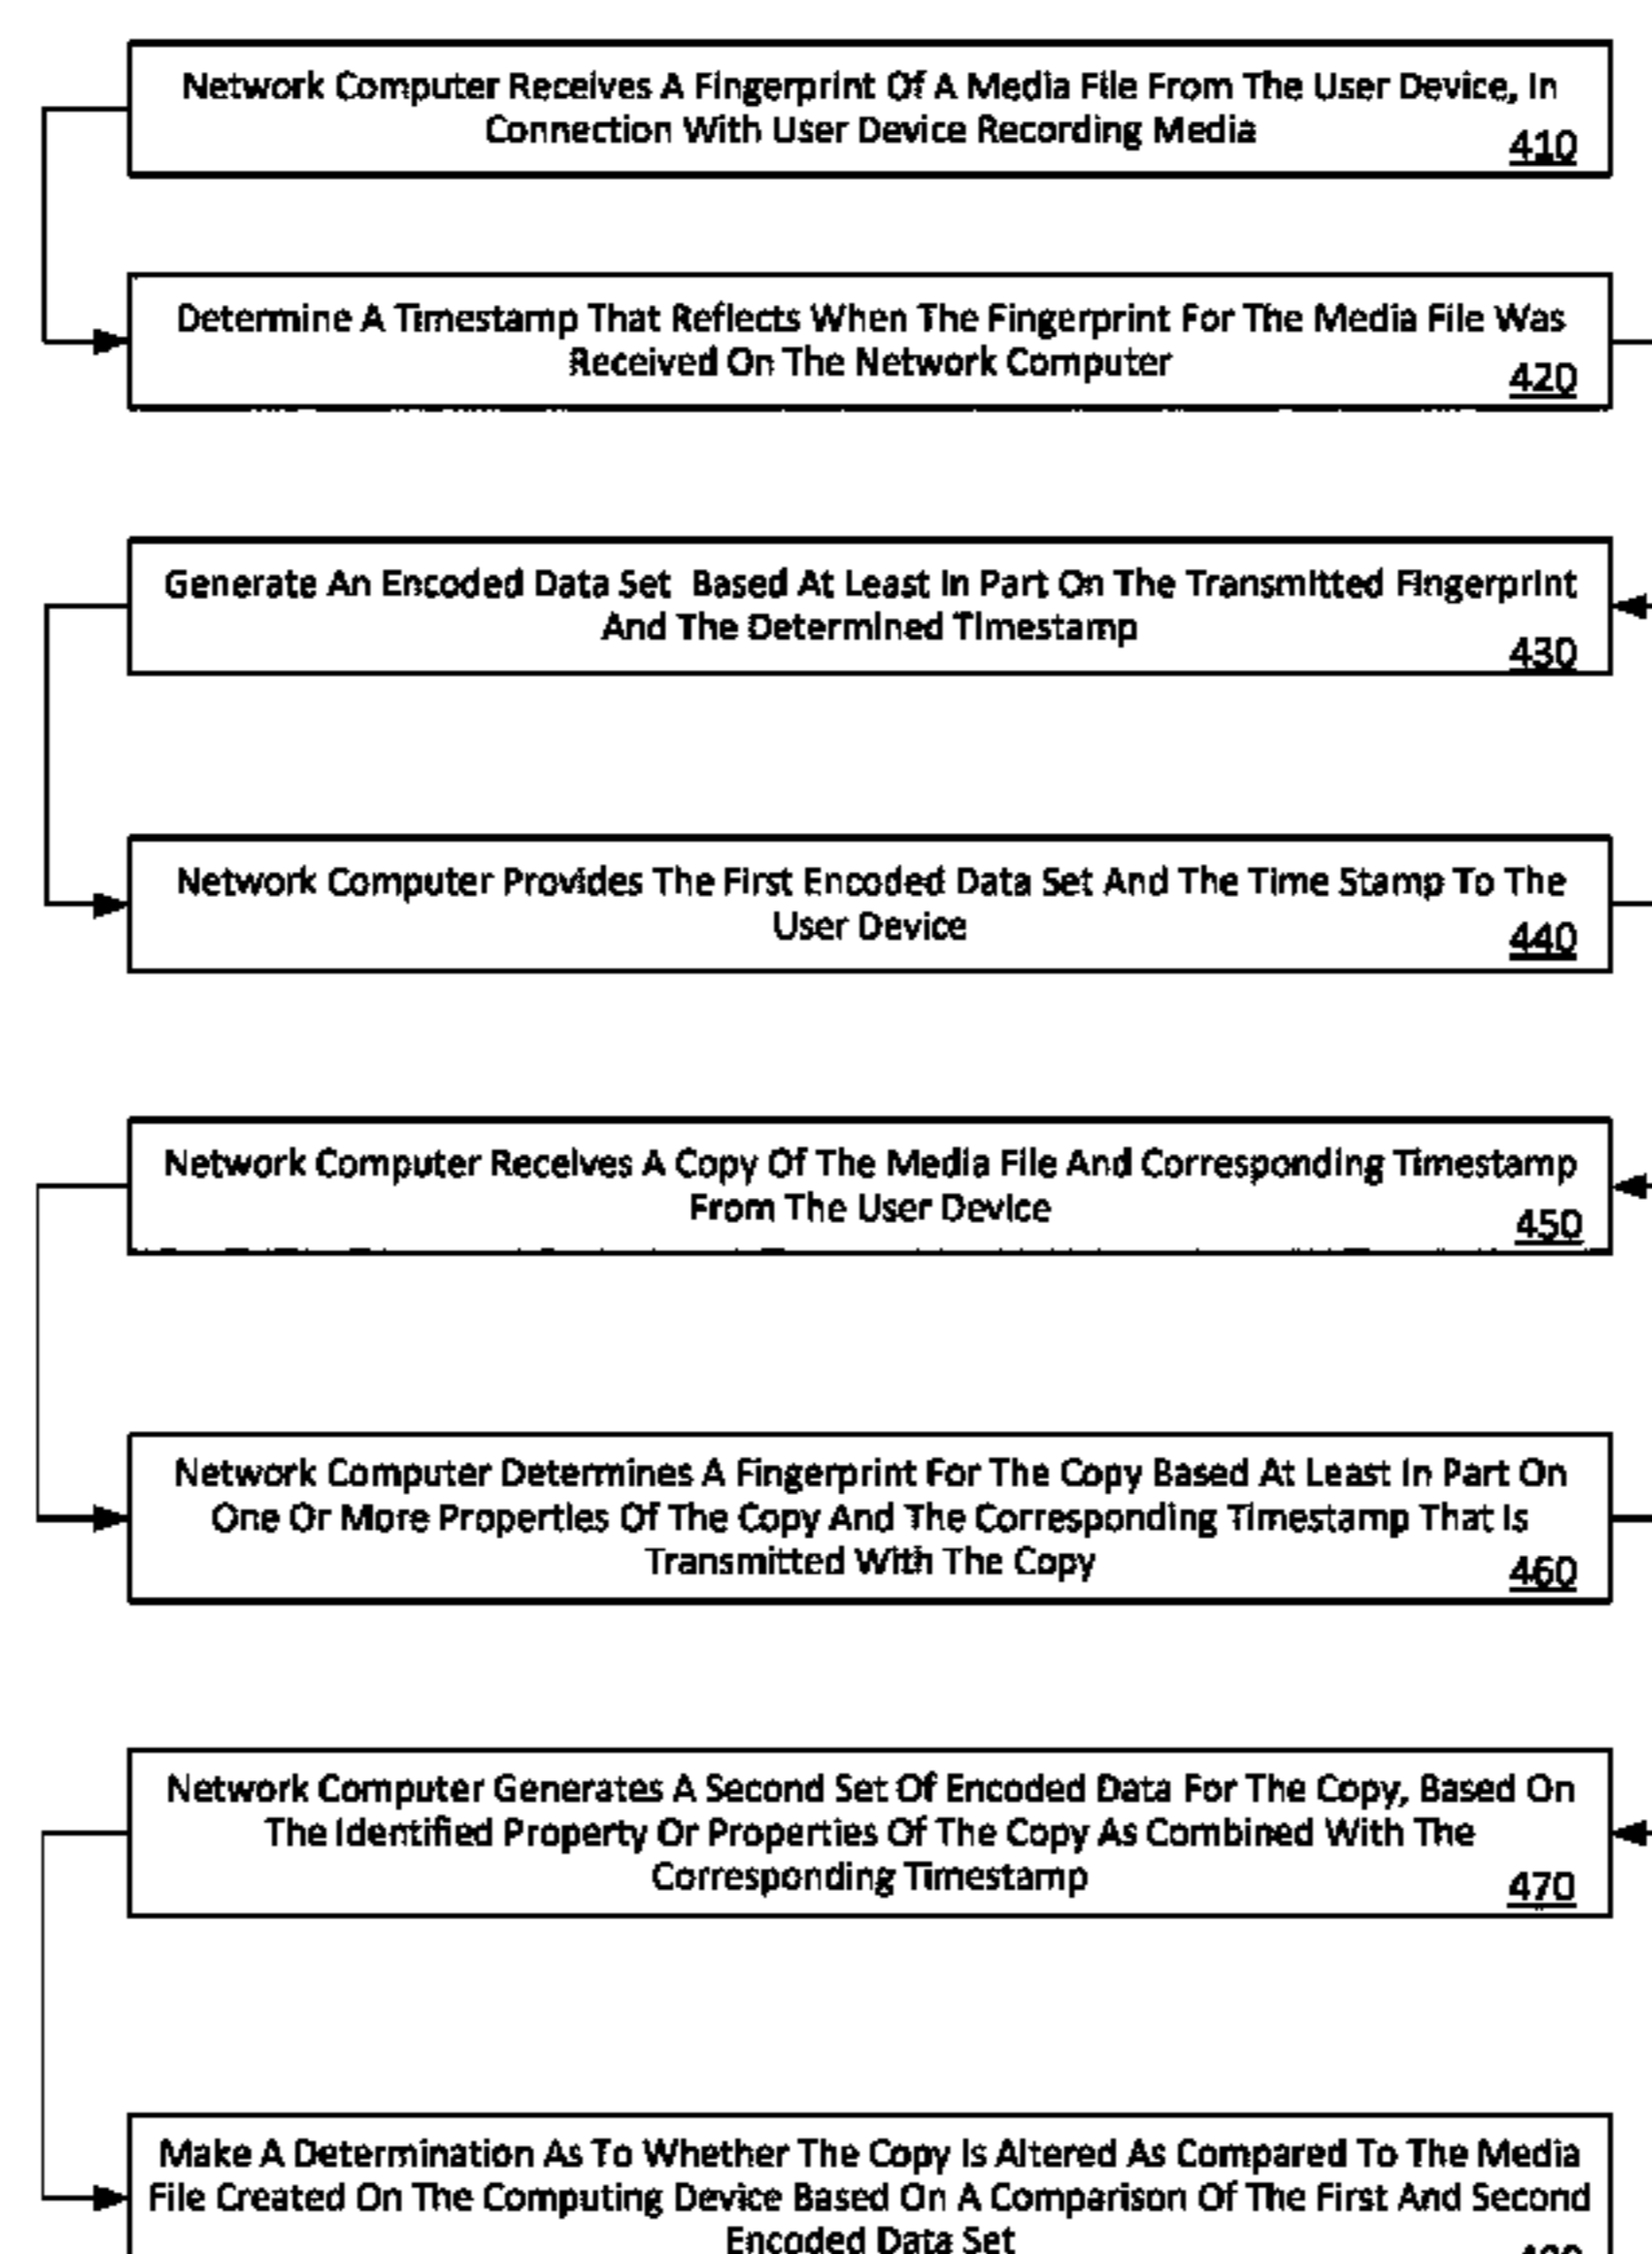 Network Computer Receives A Fingerprint Of A Media File From The User Device, In
Connection With User Device Recording Media
410
Determine A Timestamp That Reflects When The Fingerprint For The Media File Was
Received On The Network Computer
420
Generate An Encoded Data Set Based At Least In Part On The Transmitted Fingerprint
And The Determined Timestamp
430
Network Computer Provides The First Encoded Data Set And The Time Stamp To The
User Device
440
Network Computer Receives A Copy Of The Media File And Corresponding Timestamp
From The User Device
450
Network Computer Determines A Fingerprint For The Copy Based At Least In Part On
One Or More Properties Of The Copy And The Corresponding Timestamp That Is
Transmitted With The Copy
460
Network Computer Generates A Second Set Of Encoded Data For The Copy, Based On
The Identified Property Or Properties Of The Copy As Combined With The
Corresponding Timestamp
470
Make A Determination As To Whether The Copy Is Altered As Compared To The Media
File Created On The Computing Device Based On A Comparison Of The First And Second
Encoded Data Set